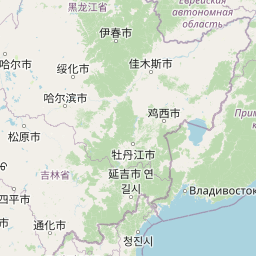 黑龙江省
Еврейская
автономная
область
伊春市
佳木斯市
哈尔市
绥化市
哈尔滨市
鸡西市
При
松原市
牡丹江市
吉林省
延吉市 연
길시
Владивосток
四平市
通化市
청진시